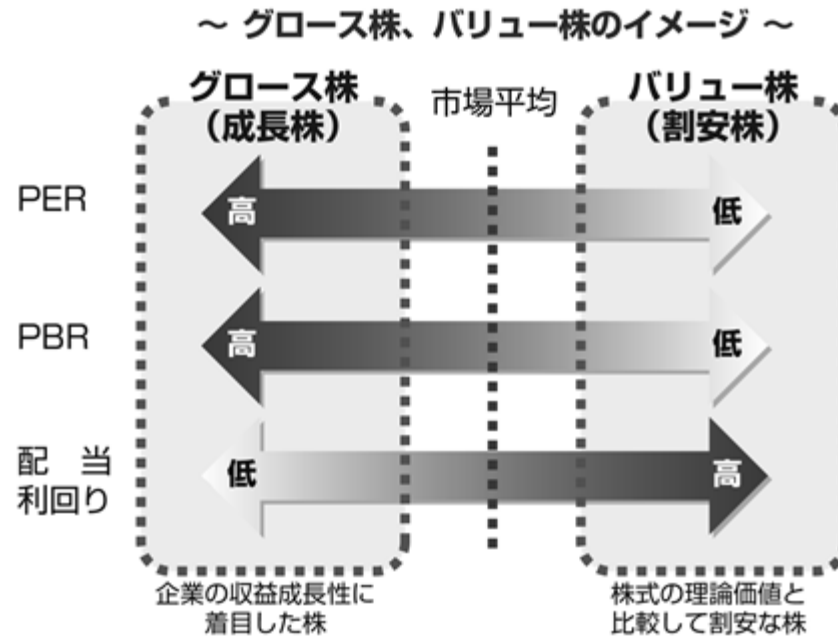 ～ グロース株、バリュー株のイメージ ～
グロース株
（成長株）
市場平均
バリュー株
（割安株）
PER
高
低
PBR
高
低
配　当
利回り
低
高
企業の収益成長性に
着目した株
株式の理論価値と
比較して割安な株